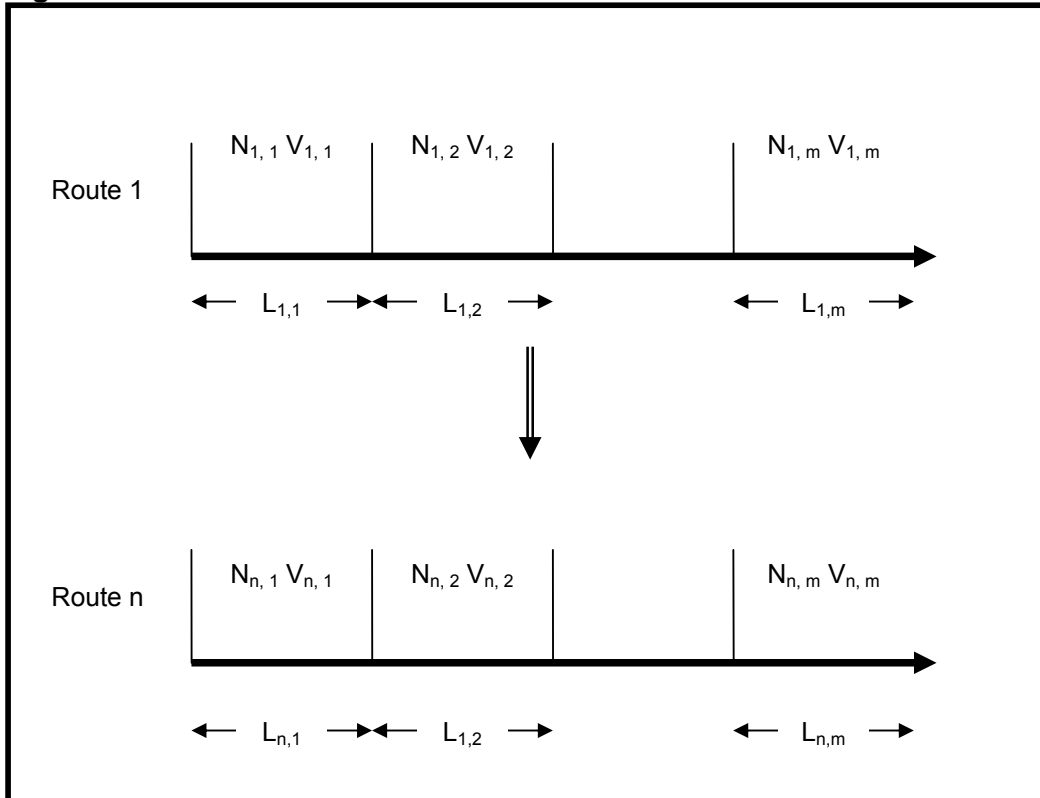 N1, 1 V1, 1 N1, 2 V1, 2 N1, m V1, m
Route 1
L1,1 L1,2 L1,m
Nn, 1 Vn, 1 Nn, 2 Vn, 2 Nn, m Vn, m
Route n
Ln,1 L1,2 Ln,m